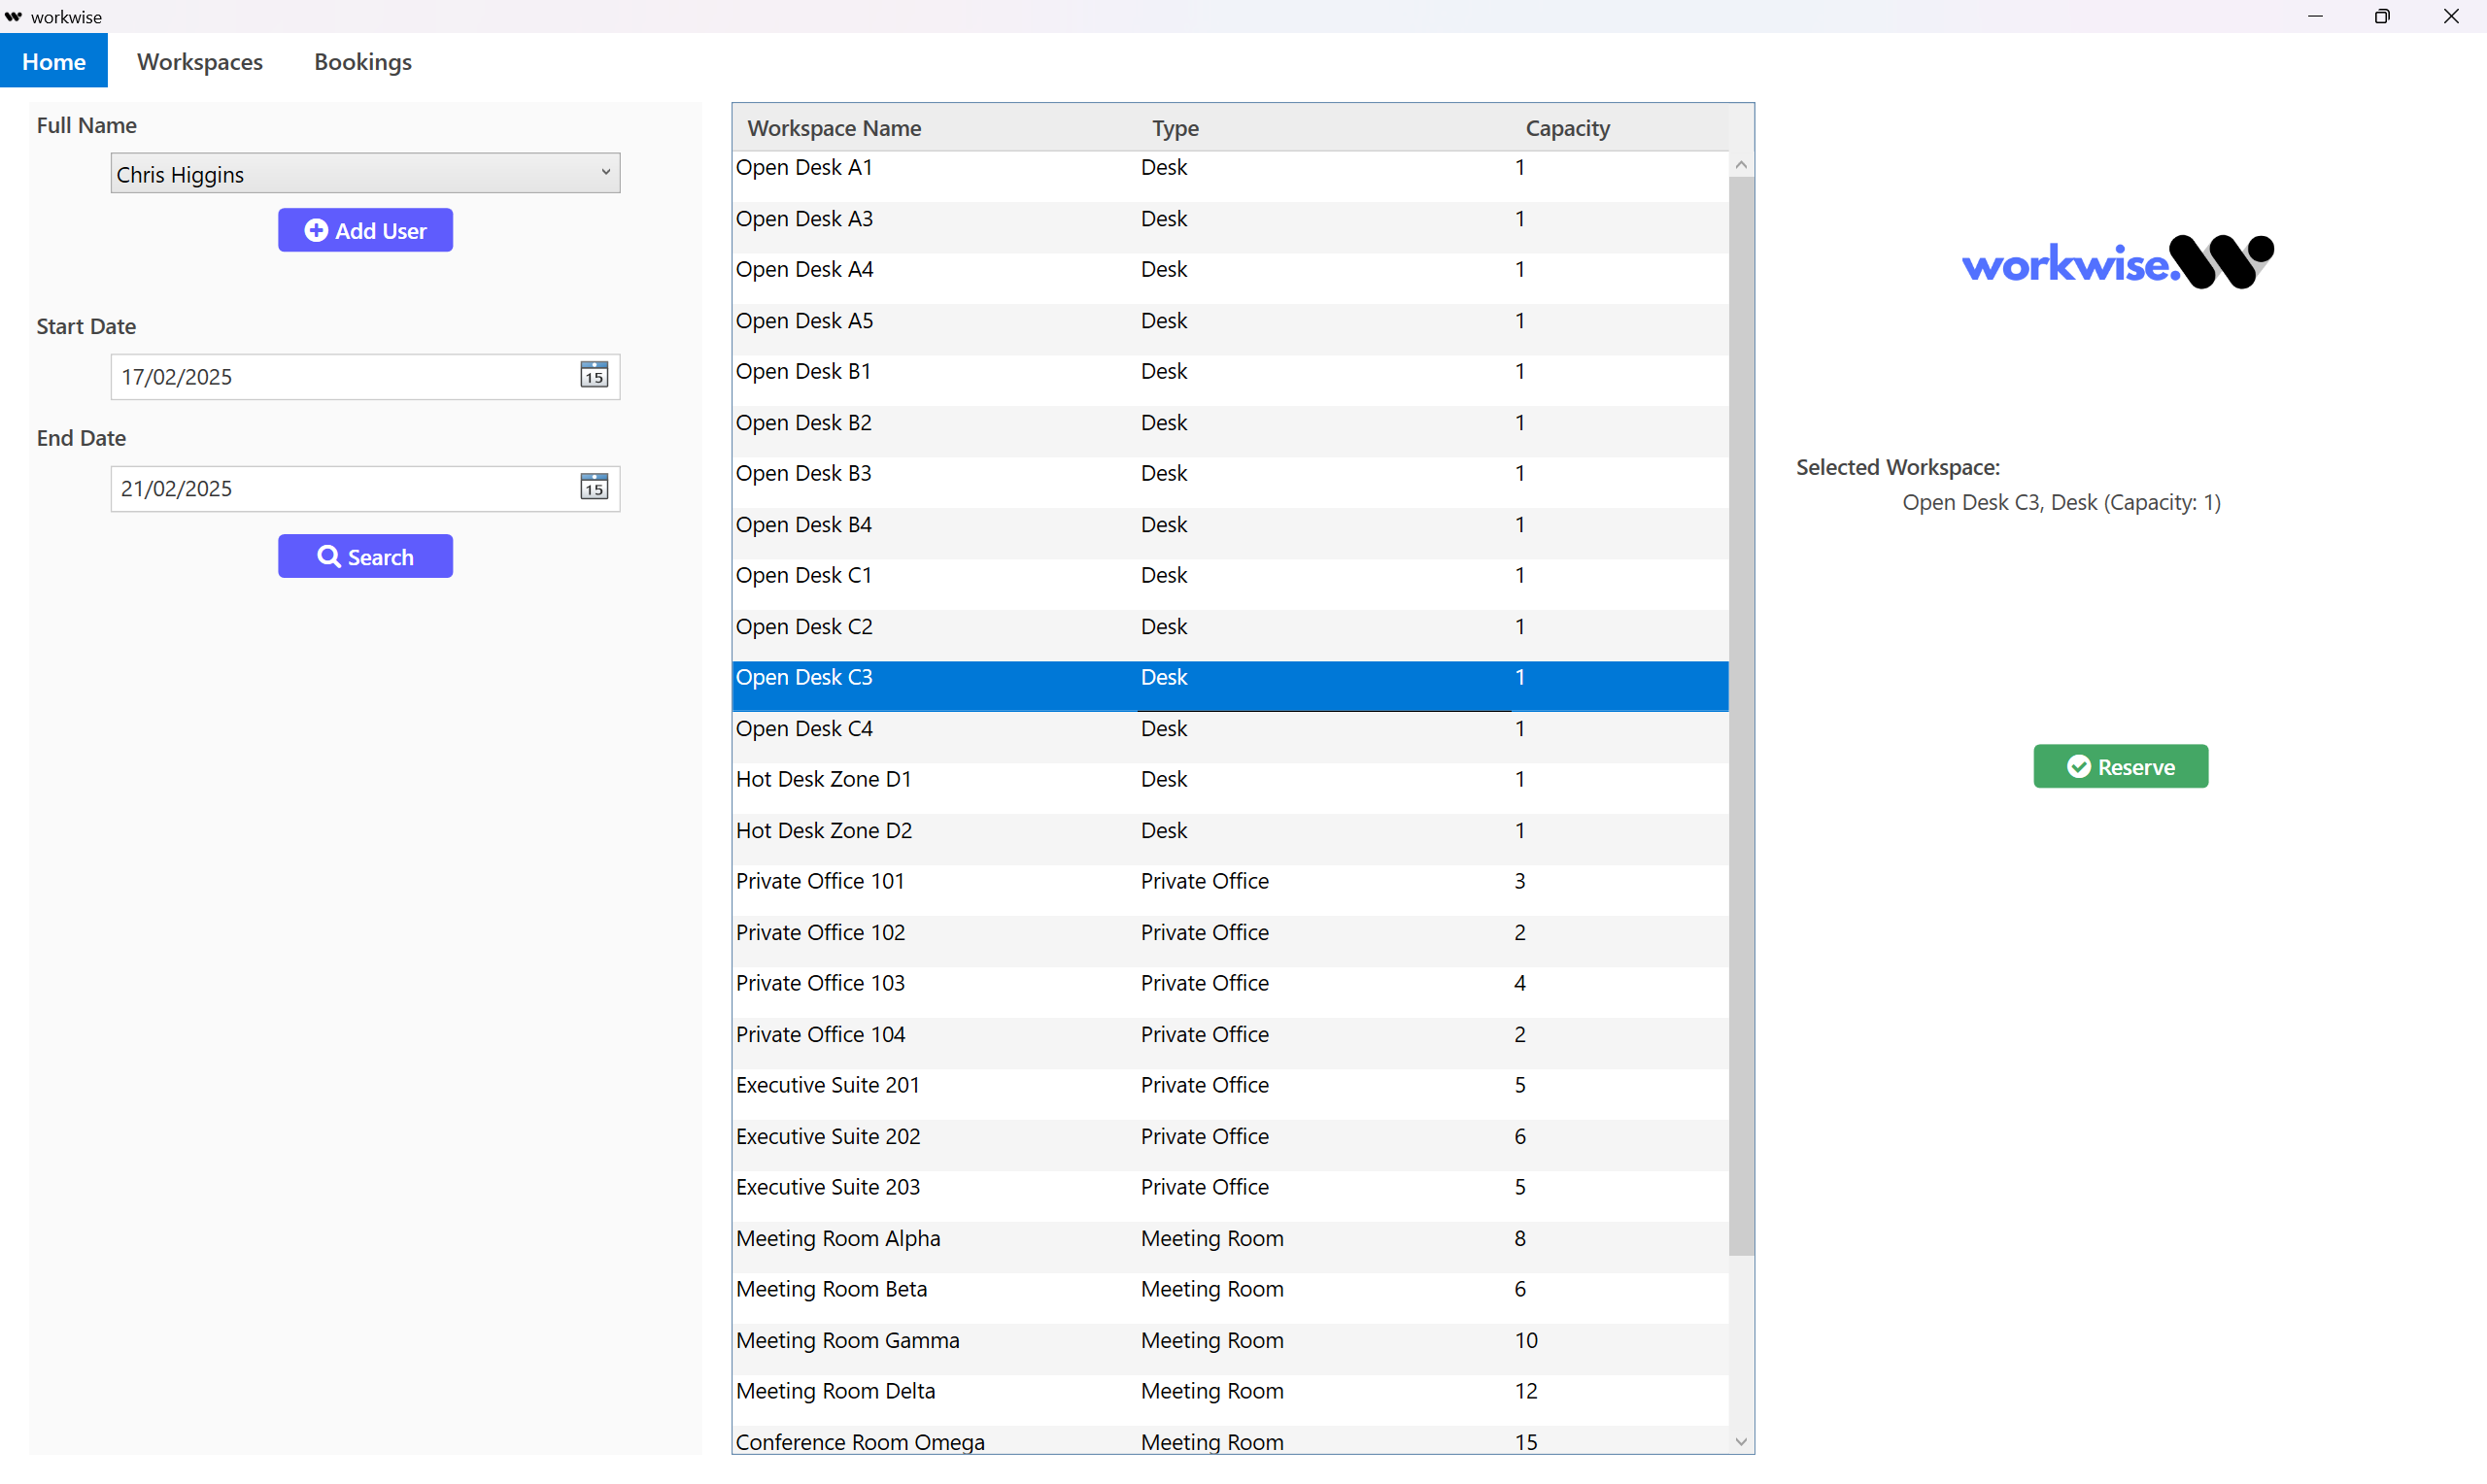 workwise
Home Workspaces Bookings
Full Name
Chris Higgins
Add User
Start Date
17/02/2025
15
End Date
21/02/2025
15
Search
Workspace Name Type Capacity
Open Desk A1 Desk 1
Open Desk A3 Desk 1
Open Desk A4 Desk 1
Open Desk A5 Desk 1
Open Desk B1 Desk 1
Open Desk B2 Desk 1
Open Desk B3 Desk 1
Open Desk B4 Desk 1
Open Desk C1 Desk 1
Open Desk C2 Desk 1
Open Desk C3 Desk 1
Open Desk C4 Desk 1
Hot Desk Zone D1 Desk 1
Hot Desk Zone D2 Desk 1
Private Office 101 Private Office 3
Private Office 102 Private Office 2
Private Office 103 Private Office 4
Private Office 104 Private Office 2
Executive Suite 201 Private Office 5
Executive Suite 202 Private Office 6
Executive Suite 203 Private Office 5
Meeting Room Alpha Meeting Room 8
Meeting Room Beta Meeting Room 6
Meeting Room Gamma Meeting Room 10
Meeting Room Delta Meeting Room 12
Conference Room Omega Meeting Room 15
workwise.
Selected Workspace:
Open Desk C3, Desk (Capacity: 1)
Reserve